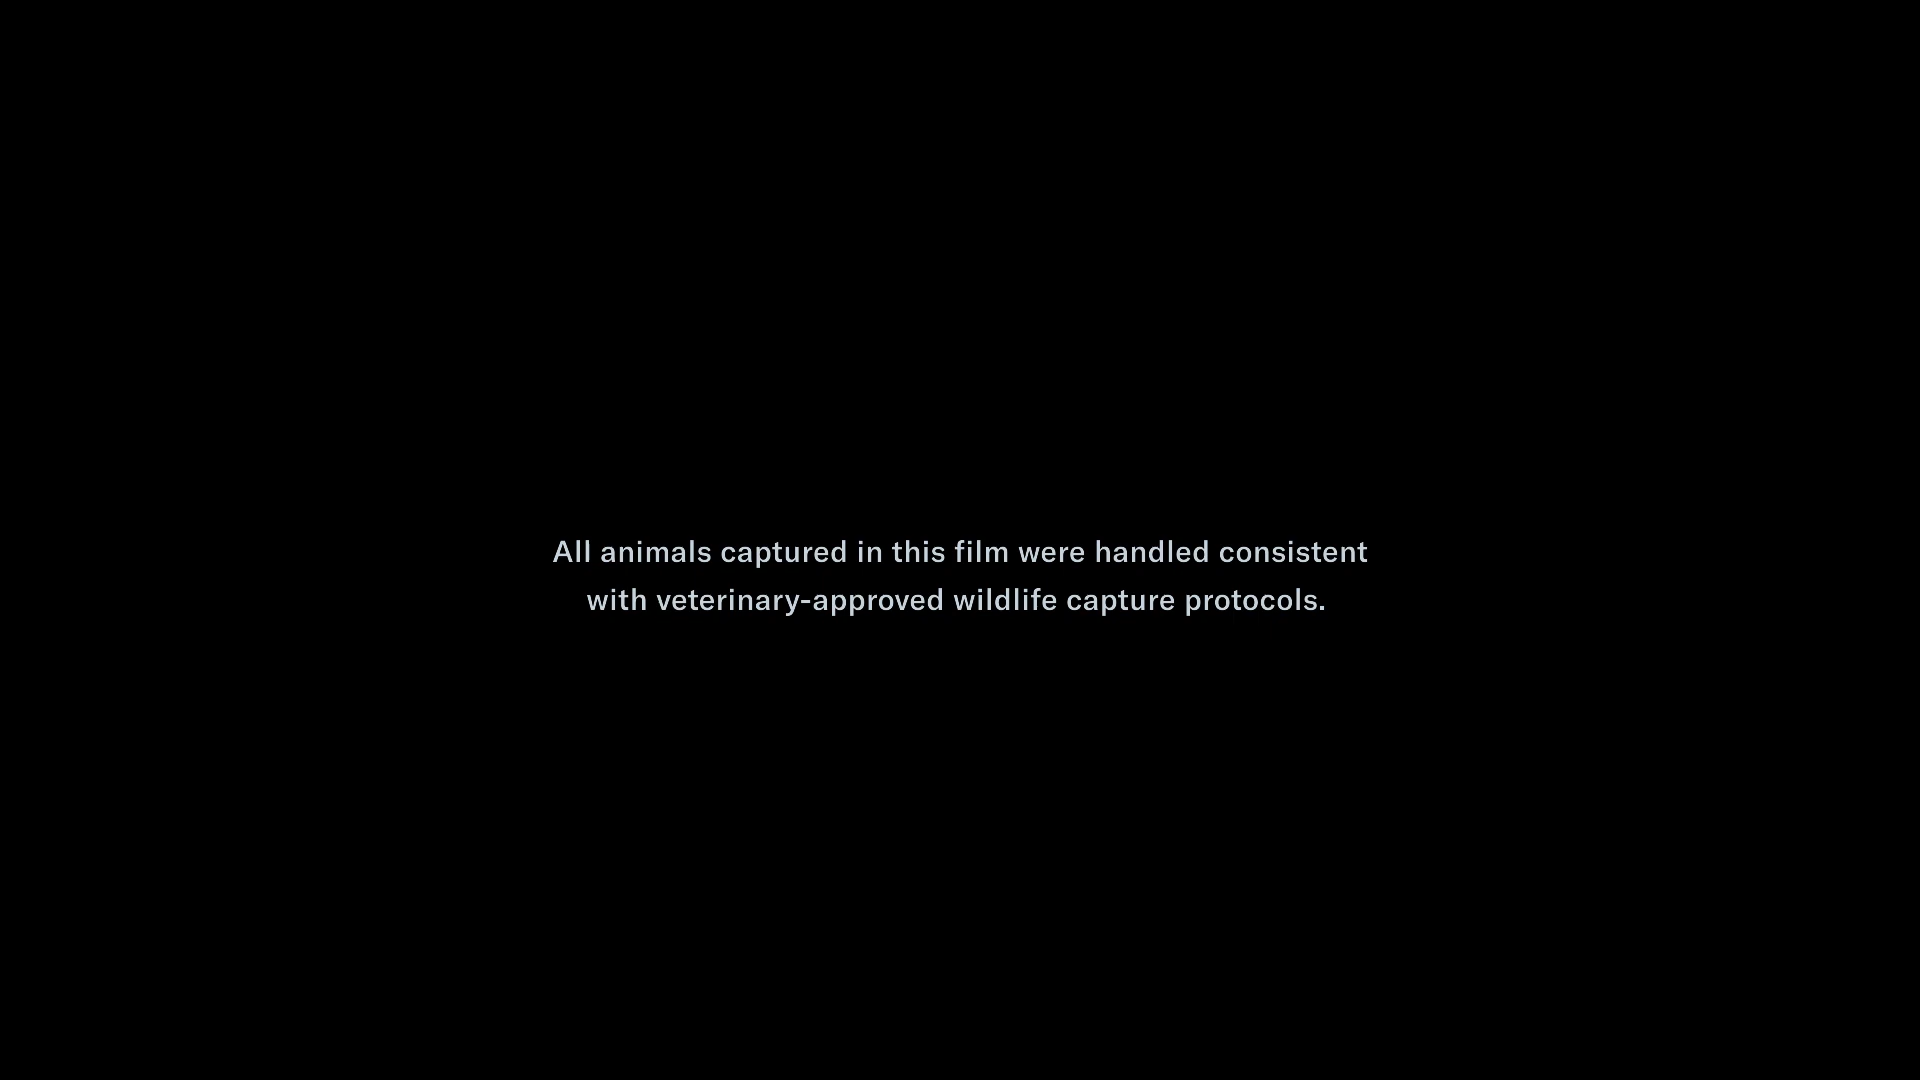 All animals captured in this film were handled consistent
with veterinary-approved wildlife capture protocols.